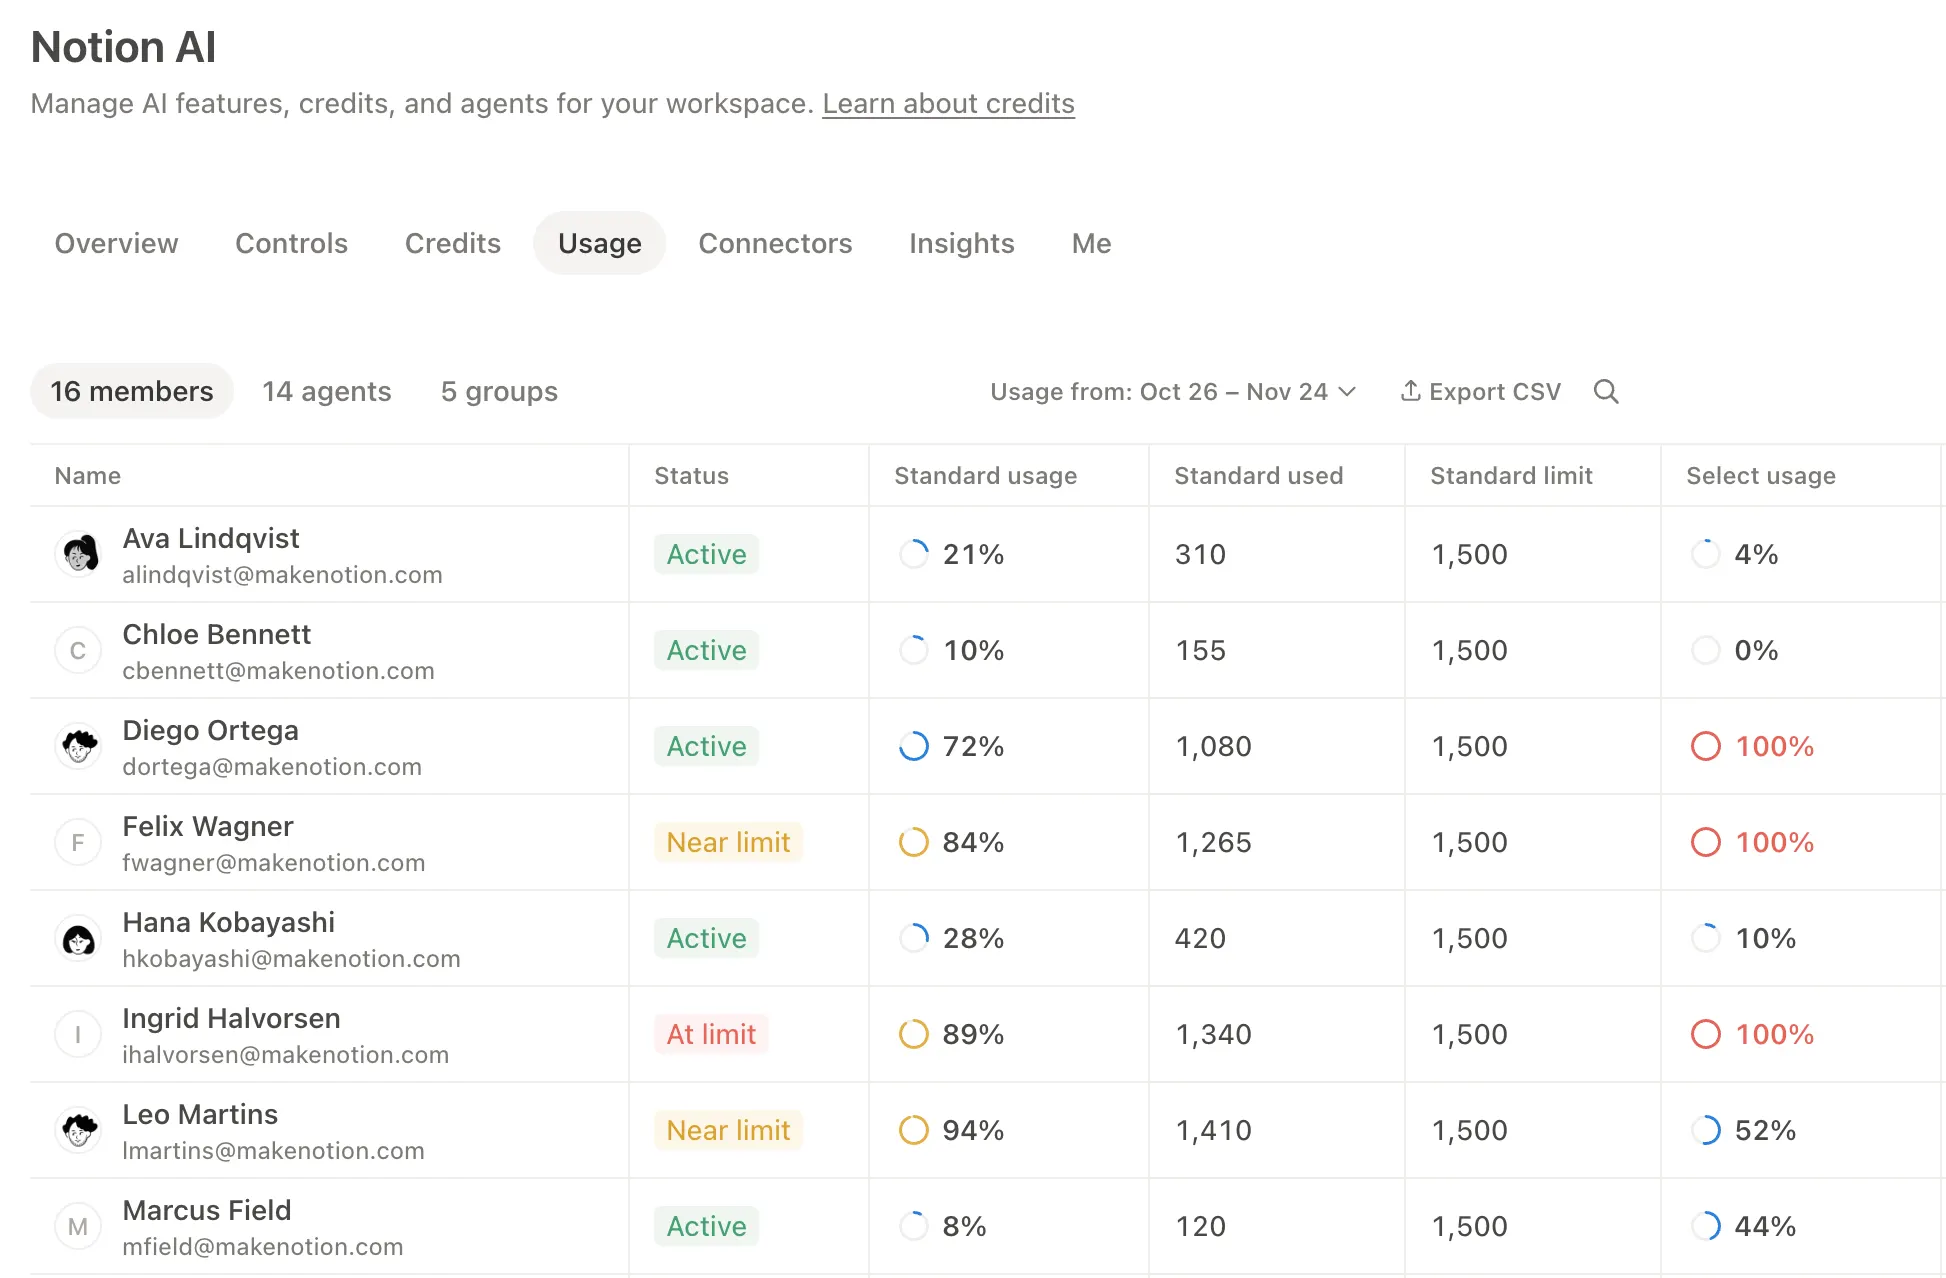 Notion AI
Manage AI features, credits, and agents for your workspace. Learn about credits
Overview Controls Credits Usage Connectors Insights Me
16 members 14 agents 5 groups Usage from: Oct 26 – Nov 24 Export CSV
Name Status Standard usage Standard used Standard limit Select usage
Ava Lindqvist
alindqvist@makenotion.com
Active 21% 310 1,500 4%
C
Chloe Bennett
cbennett@makenotion.com
Active 10% 155 1,500 0%
Diego Ortega
dortega@makenotion.com
Active 72% 1,080 1,500 100%
F
Felix Wagner
fwagner@makenotion.com
Near limit 84% 1,265 1,500 100%
Hana Kobayashi
hkobayashi@makenotion.com
Active 28% 420 1,500 10%
I
Ingrid Halvorsen
ihalvorsen@makenotion.com
At limit 89% 1,340 1,500 100%
Leo Martins
lmartins@makenotion.com
Near limit 94% 1,410 1,500 52%
M
Marcus Field
mfield@makenotion.com
Active 8% 120 1,500 44%